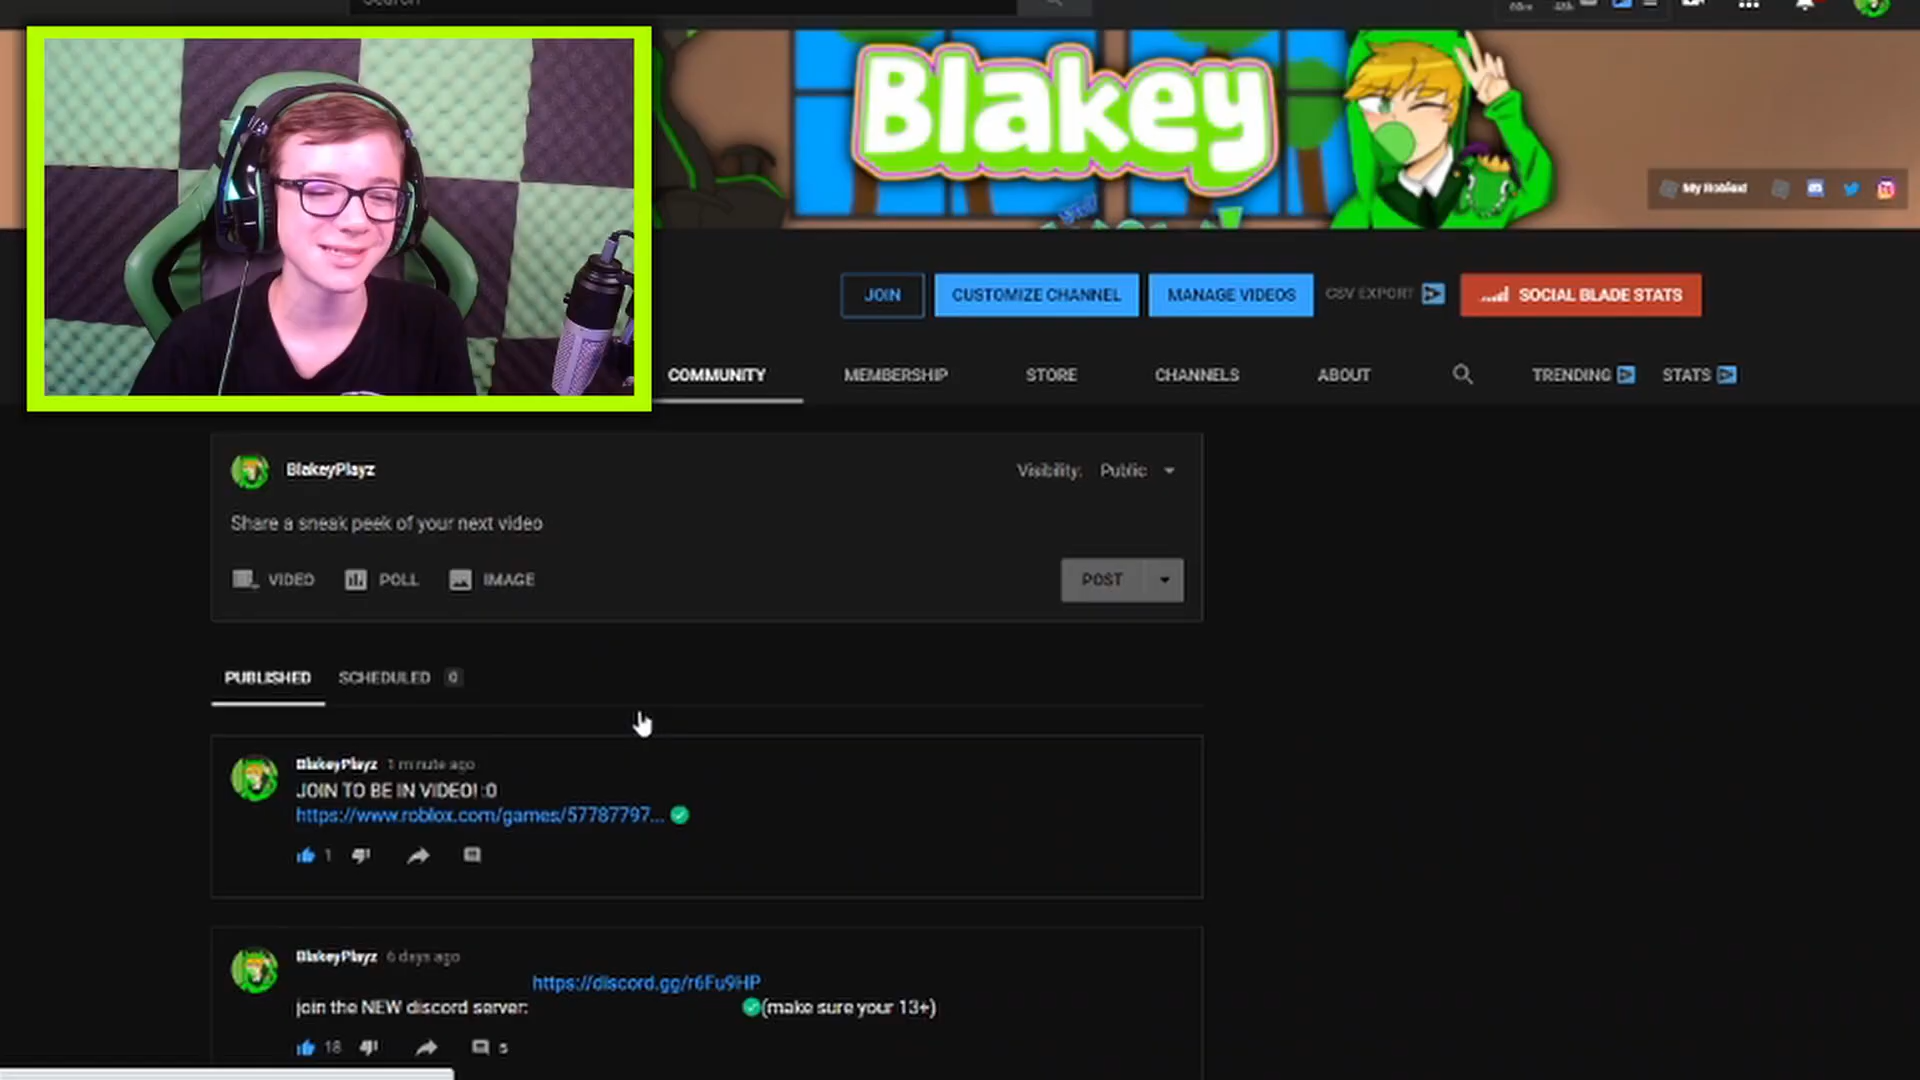 Search
Blakey
My Roblox!
JOIN
CUSTOMIZE CHANNEL
MANAGE VIDEOS
CSV EXPORT
SOCIAL BLADE STATS
COMMUNITY
MEMBERSHIP
STORE
CHANNELS
ABOUT
TRENDING
STATS
BlakeyPlayz
Visibility: Public
Share a sneak peek of your next video
VIDEO
POLL
IMAGE
POST
PUBLISHED
SCHEDULED 0
BlakeyPlayz 1 minute ago
JOIN TO BE IN VIDEO! :0
https://www.roblox.com/games/57787797...
1
BlakeyPlayz 6 days ago
https://discord.gg/r6Fu9HP
join the NEW discord server: (make sure your 13+)
18 5